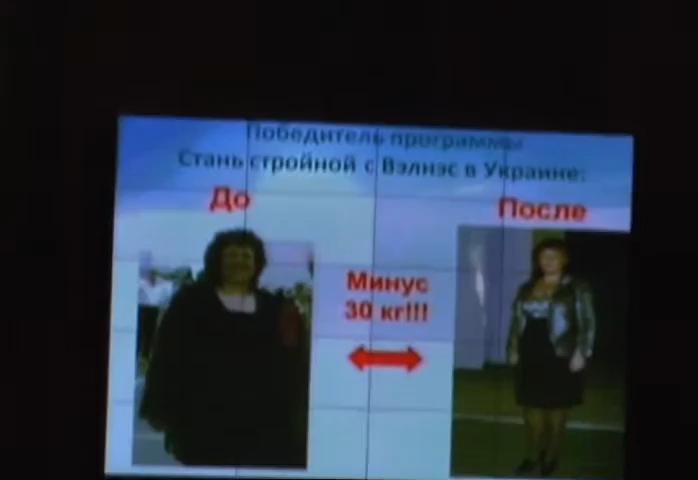 Победитель программы
Стань стройной с Вэлнэс в Украине:
До
После
Минус
30 кг!!!